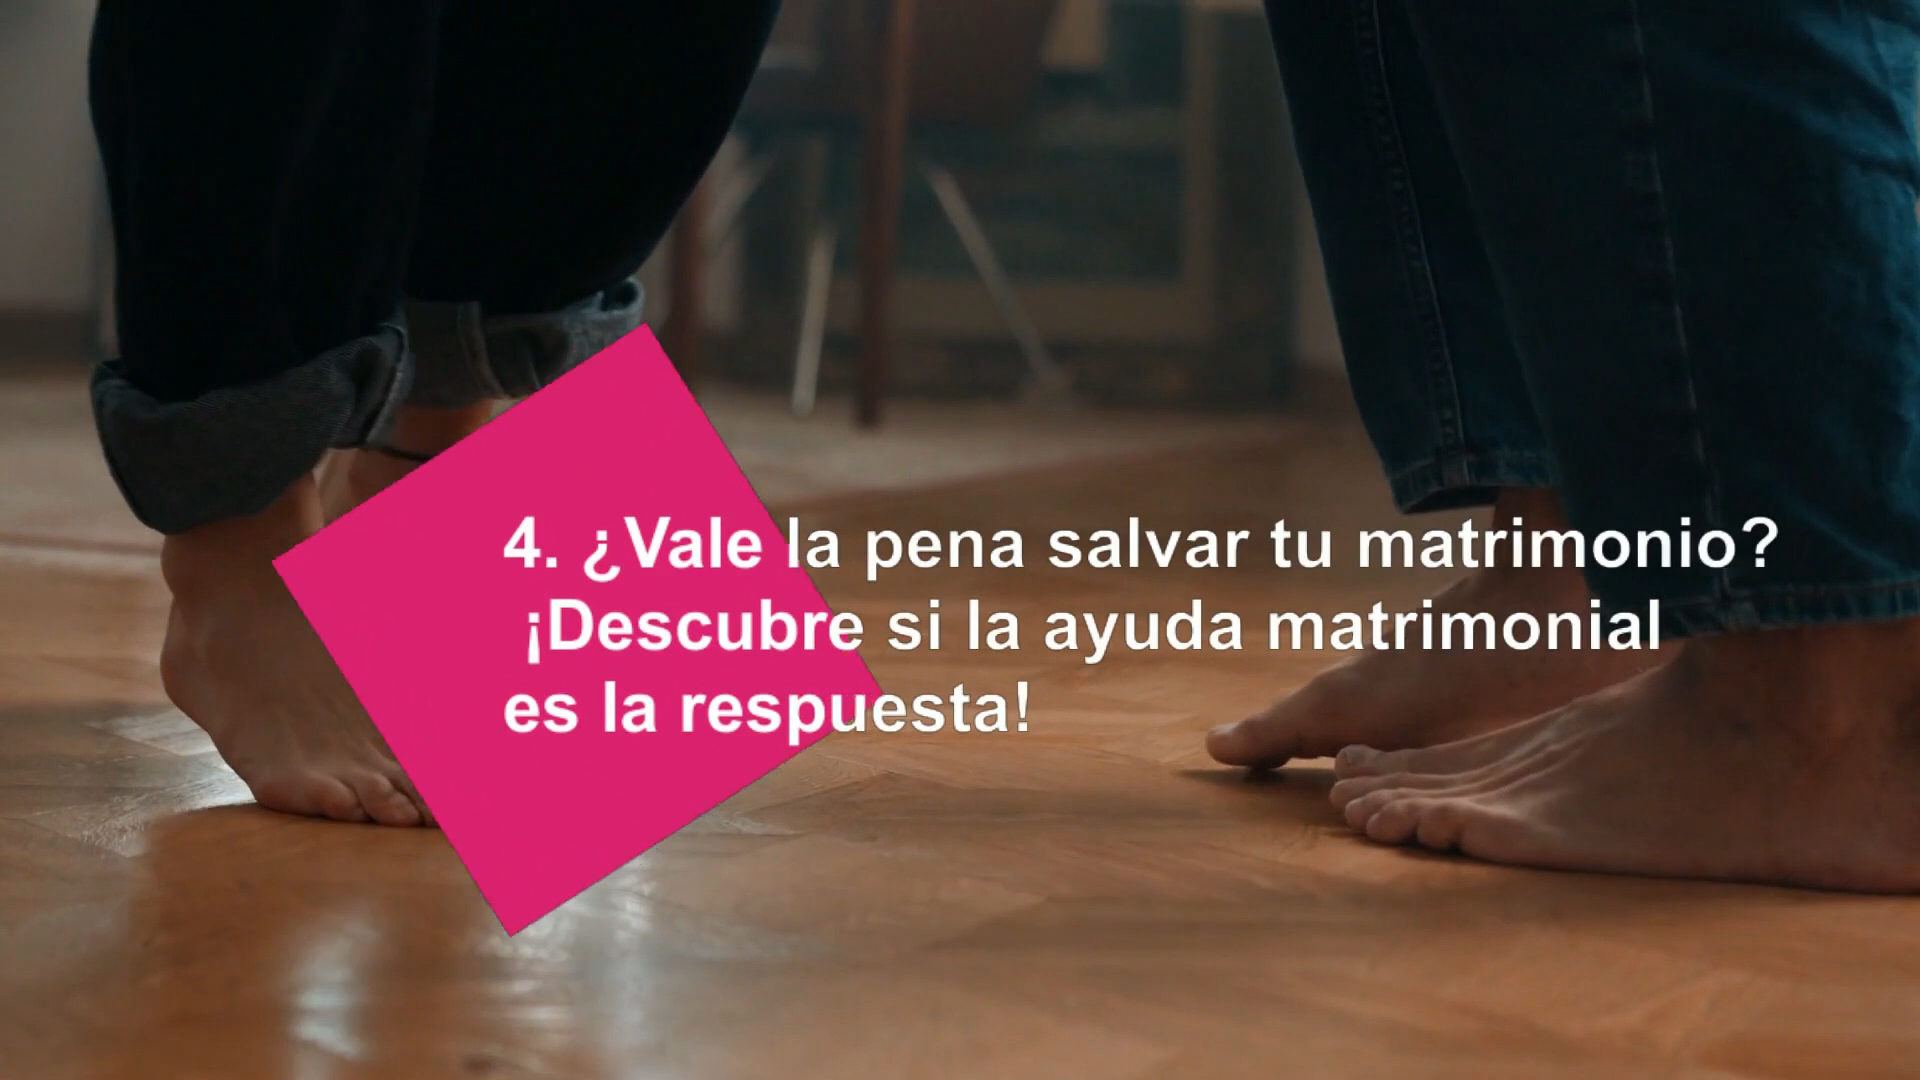 4. ¿Vale la pena salvar tu matrimonio?
¡Descubre si la ayuda matrimonial
es la respuesta!